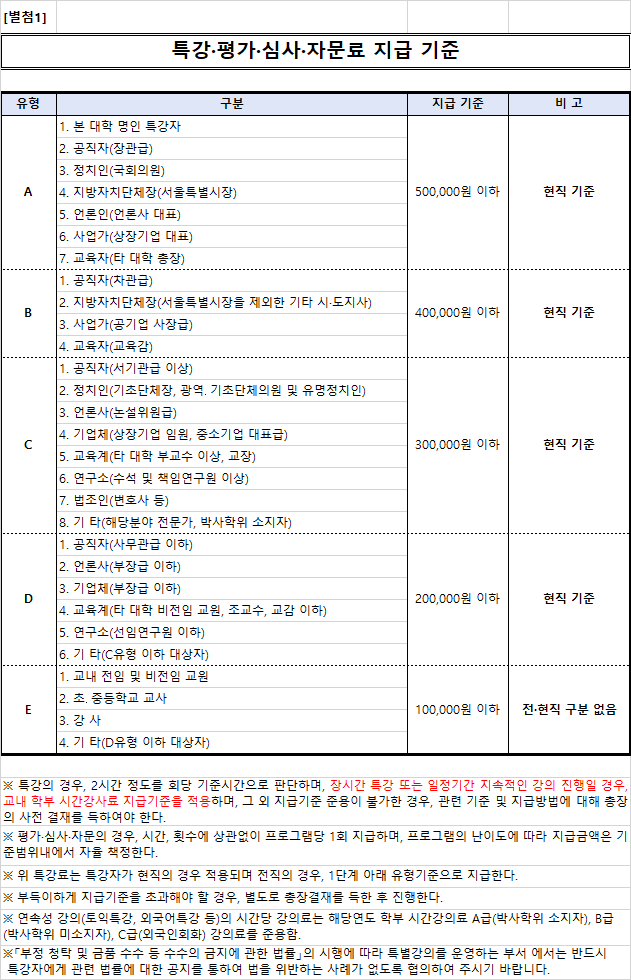 [별첨1]
특강·평가·심사·자문료 지급 기준
유형 구분 지급 기준 비 고
A
1. 본 대학 명인 특강자
2. 공직자(장관급)
3. 정치인(국회의원)
4. 지방자치단체장(서울특별시장)
5. 언론인(언론사 대표)
6. 사업가(상장기업 대표)
7. 교육자(타 대학 총장)
500,000원 이하
현직 기준
B
1. 공직자(차관급)
2. 지방자치단체장(서울특별시장을 제외한 기타 시·도지사)
3. 사업가(공기업 사장급)
4. 교육자(교육감)
400,000원 이하
현직 기준
C
1. 공직자(서기관급 이상)
2. 정치인(기초단체장, 광역. 기초단체의원 및 유명정치인)
3. 언론사(논설위원급)
4. 기업체(상장기업 임원, 중소기업 대표급)
5. 교육계(타 대학 부교수 이상, 교장)
6. 연구소(수석 및 책임연구원 이상)
7. 법조인(변호사 등)
8. 기 타(해당분야 전문가, 박사학위 소지자)
300,000원 이하
현직 기준
D
1. 공직자(사무관급 이하)
2. 언론사(부장급 이하)
3. 기업체(부장급 이하)
4. 교육계(타 대학 비전임 교원, 조교수, 교감 이하)
5. 연구소(선임연구원 이하)
6. 기 타(C유형 이하 대상자)
200,000원 이하
현직 기준
E
1. 교내 전임 및 비전임 교원
2. 초. 중등학교 교사
3. 강 사
4. 기 타(D유형 이하 대상자)
100,000원 이하
전·현직 구분 없음
※ 특강의 경우, 2시간 정도를 회당 기준시간으로 판단하며, 장시간 특강 또는 일정기간 지속적인 강의 진행일 경우,
교내 학부 시간강사료 지급기준을 적용하며, 그 외 지급기준 준용이 불가한 경우, 관련 기준 및 지급방법에 대해 총장
의 사전 결재를 득하여야 한다.
※ 평가·심사·자문의 경우, 시간, 횟수에 상관없이 프로그램당 1회 지급하며, 프로그램의 난이도에 따라 지급금액은 기
준범위내에서 자율 책정한다.
※ 위 특강료는 특강자가 현직의 경우 적용되며 전직의 경우, 1단계 아래 유형기준으로 지급한다.
※ 부득이하게 지급기준을 초과해야 할 경우, 별도로 총장결재를 득한 후 진행한다.
※ 연속성 강의(토익특강, 외국어특강 등)의 시간당 강의료는 해당연도 학부 시간강의료 A급(박사학위 소지자), B급
(박사학위 미소지자), C급(외국인회화) 강의료를 준용함.
※「부정 청탁 및 금품 수수 등 수수의 금지에 관한 법률」의 시행에 따라 특별강의를 운영하는 부서 에서는 반드시
특강자에게 관련 법률에 대한 공지를 통하여 법을 위반하는 사례가 없도록 협의하여 주시기 바랍니다.